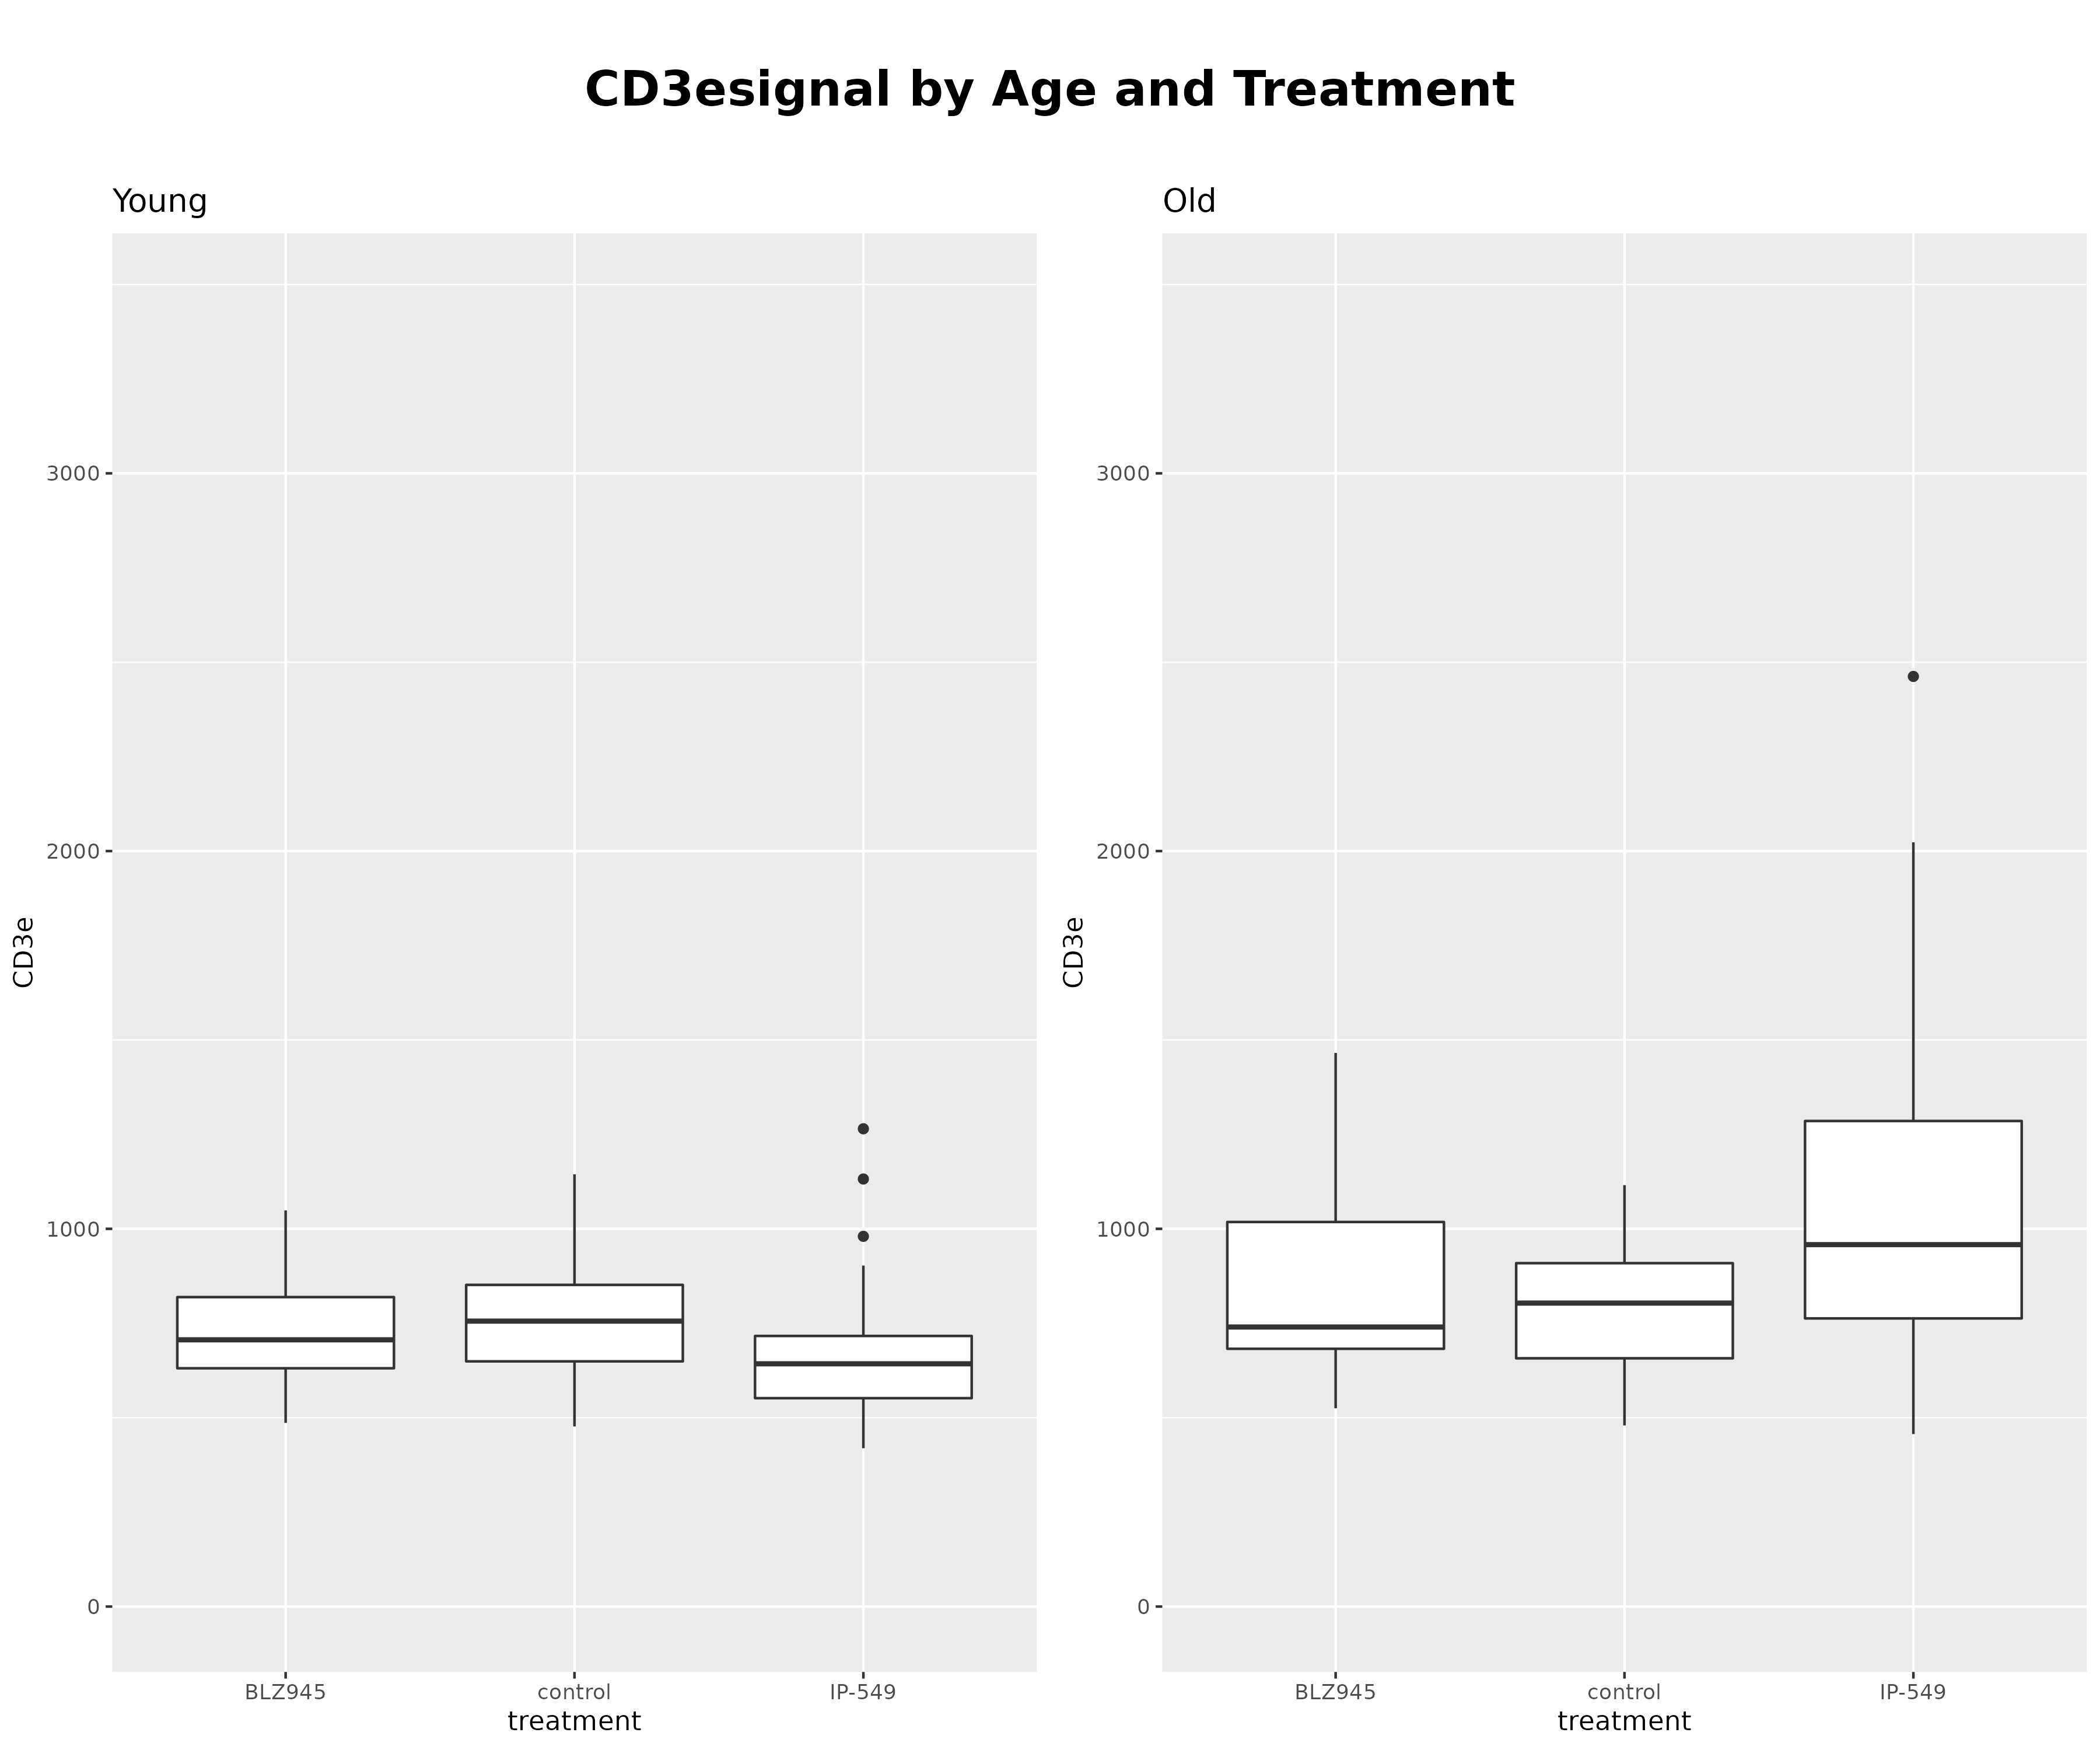 CD3esignal by Age and Treatment
Young
3000
2000
1000
0
CD3e
BLZ945 control IP-549
treatment
Old
3000
2000
1000
0
CD3e
BLZ945 control IP-549
treatment